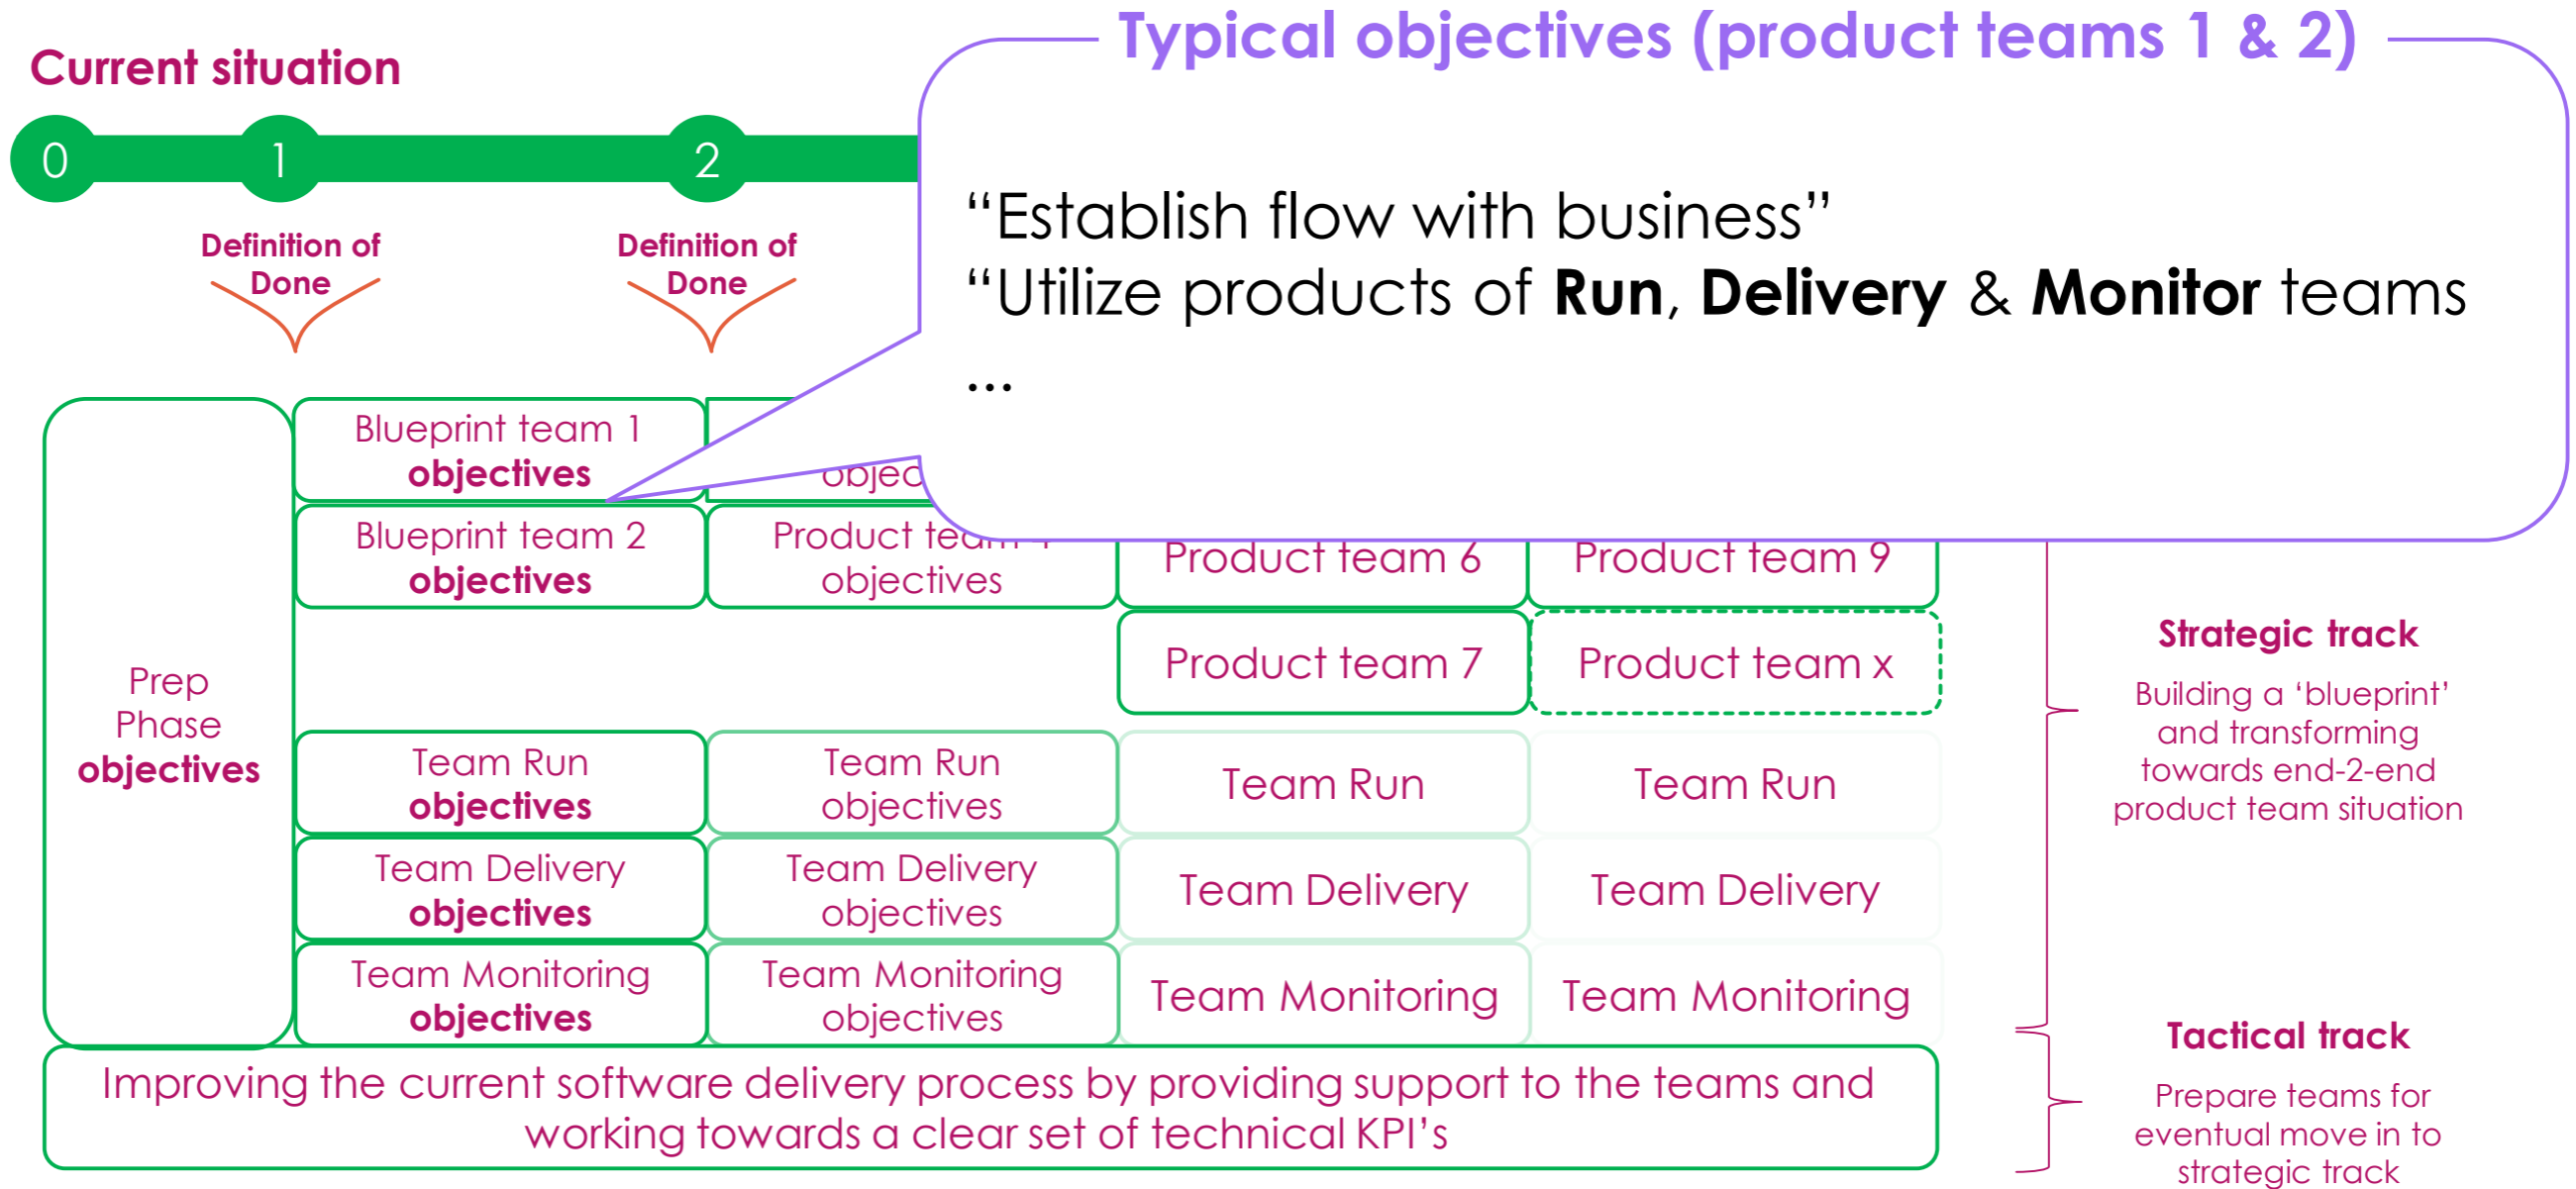 Typical objectives (product teams 1 & 2)
Current situation
0
1
2
“Establish flow with business”
“Utilize products of Run, Delivery & Monitor teams
...
Definition of
Done
Definition of
Done
Blueprint team 1
objectives
Blueprint team 2
objectives
Product
objectives
Product team 6
Product team 9
Product team 7
Product team x
Prep
Phase
objectives
Team Run
objectives
Team Run
objectives
Team Run
Team Run
Team Delivery
objectives
Team Delivery
objectives
Team Delivery
Team Delivery
Team Monitoring
objectives
Team Monitoring
objectives
Team Monitoring
Team Monitoring
Improving the current software delivery process by providing support to the teams and
working towards a clear set of technical KPI’s
Strategic track
Building a ‘blueprint’
and transforming
towards end-2-end
product team situation
Tactical track
Prepare teams for
eventual move in to
strategic track